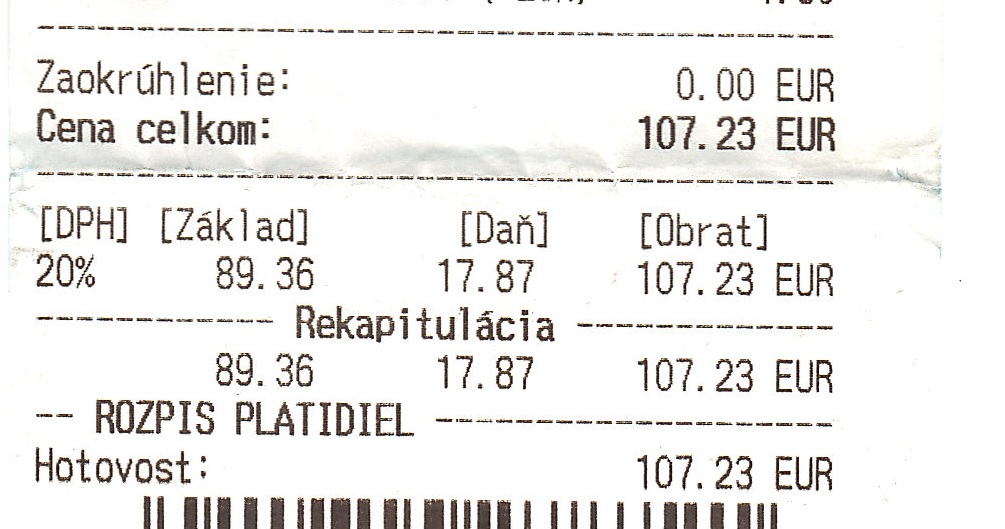 Zaokrúhlenie: 0.00 EUR
Cena celkom: 107.23 EUR
[DPH] [Základ] [Daň] [Obrat]
20% 89.36 17.87 107.23 EUR
Rekapitulácia
89.36 17.87 107.23 EUR
-- ROZPIS PLATIDIEL
Hotovost: 107.23 EUR